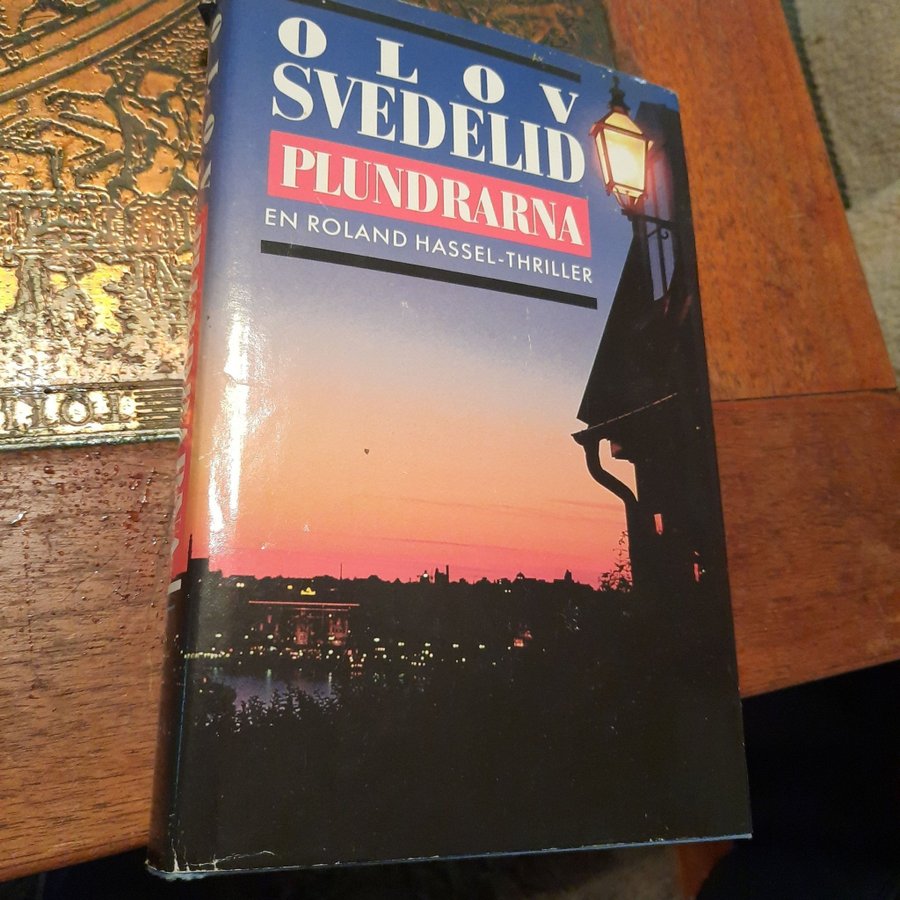 OLOV
SVEDELID
PLUNDRARNA
EN ROLAND HASSEL-THRILLER